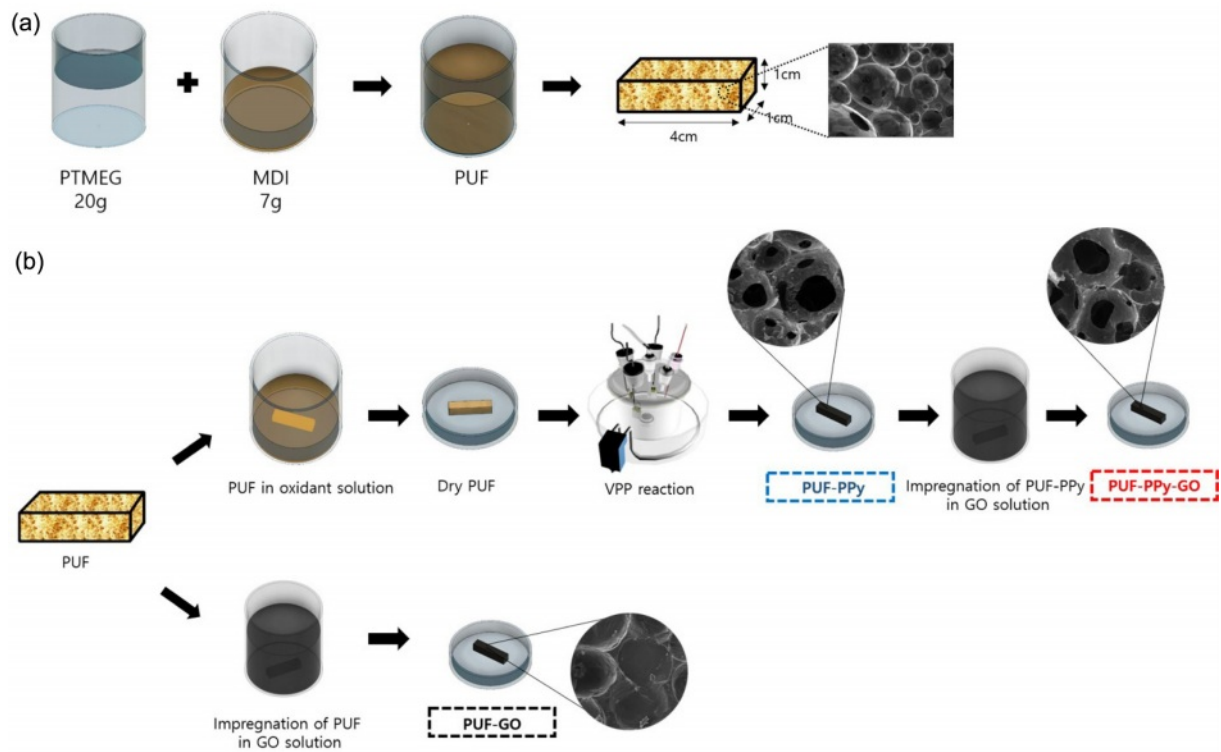 (a)
PTMEG
20g
MDI
7g
PUF
1cm
1cm
4cm
(b)
PUF in oxidant solution
Dry PUF
VPP reaction
PUF-PPy
Impregnation of PUF-PPy
in GO solution
PUF-PPy-GO
PUF
Impregnation of PUF
in GO solution
PUF-GO